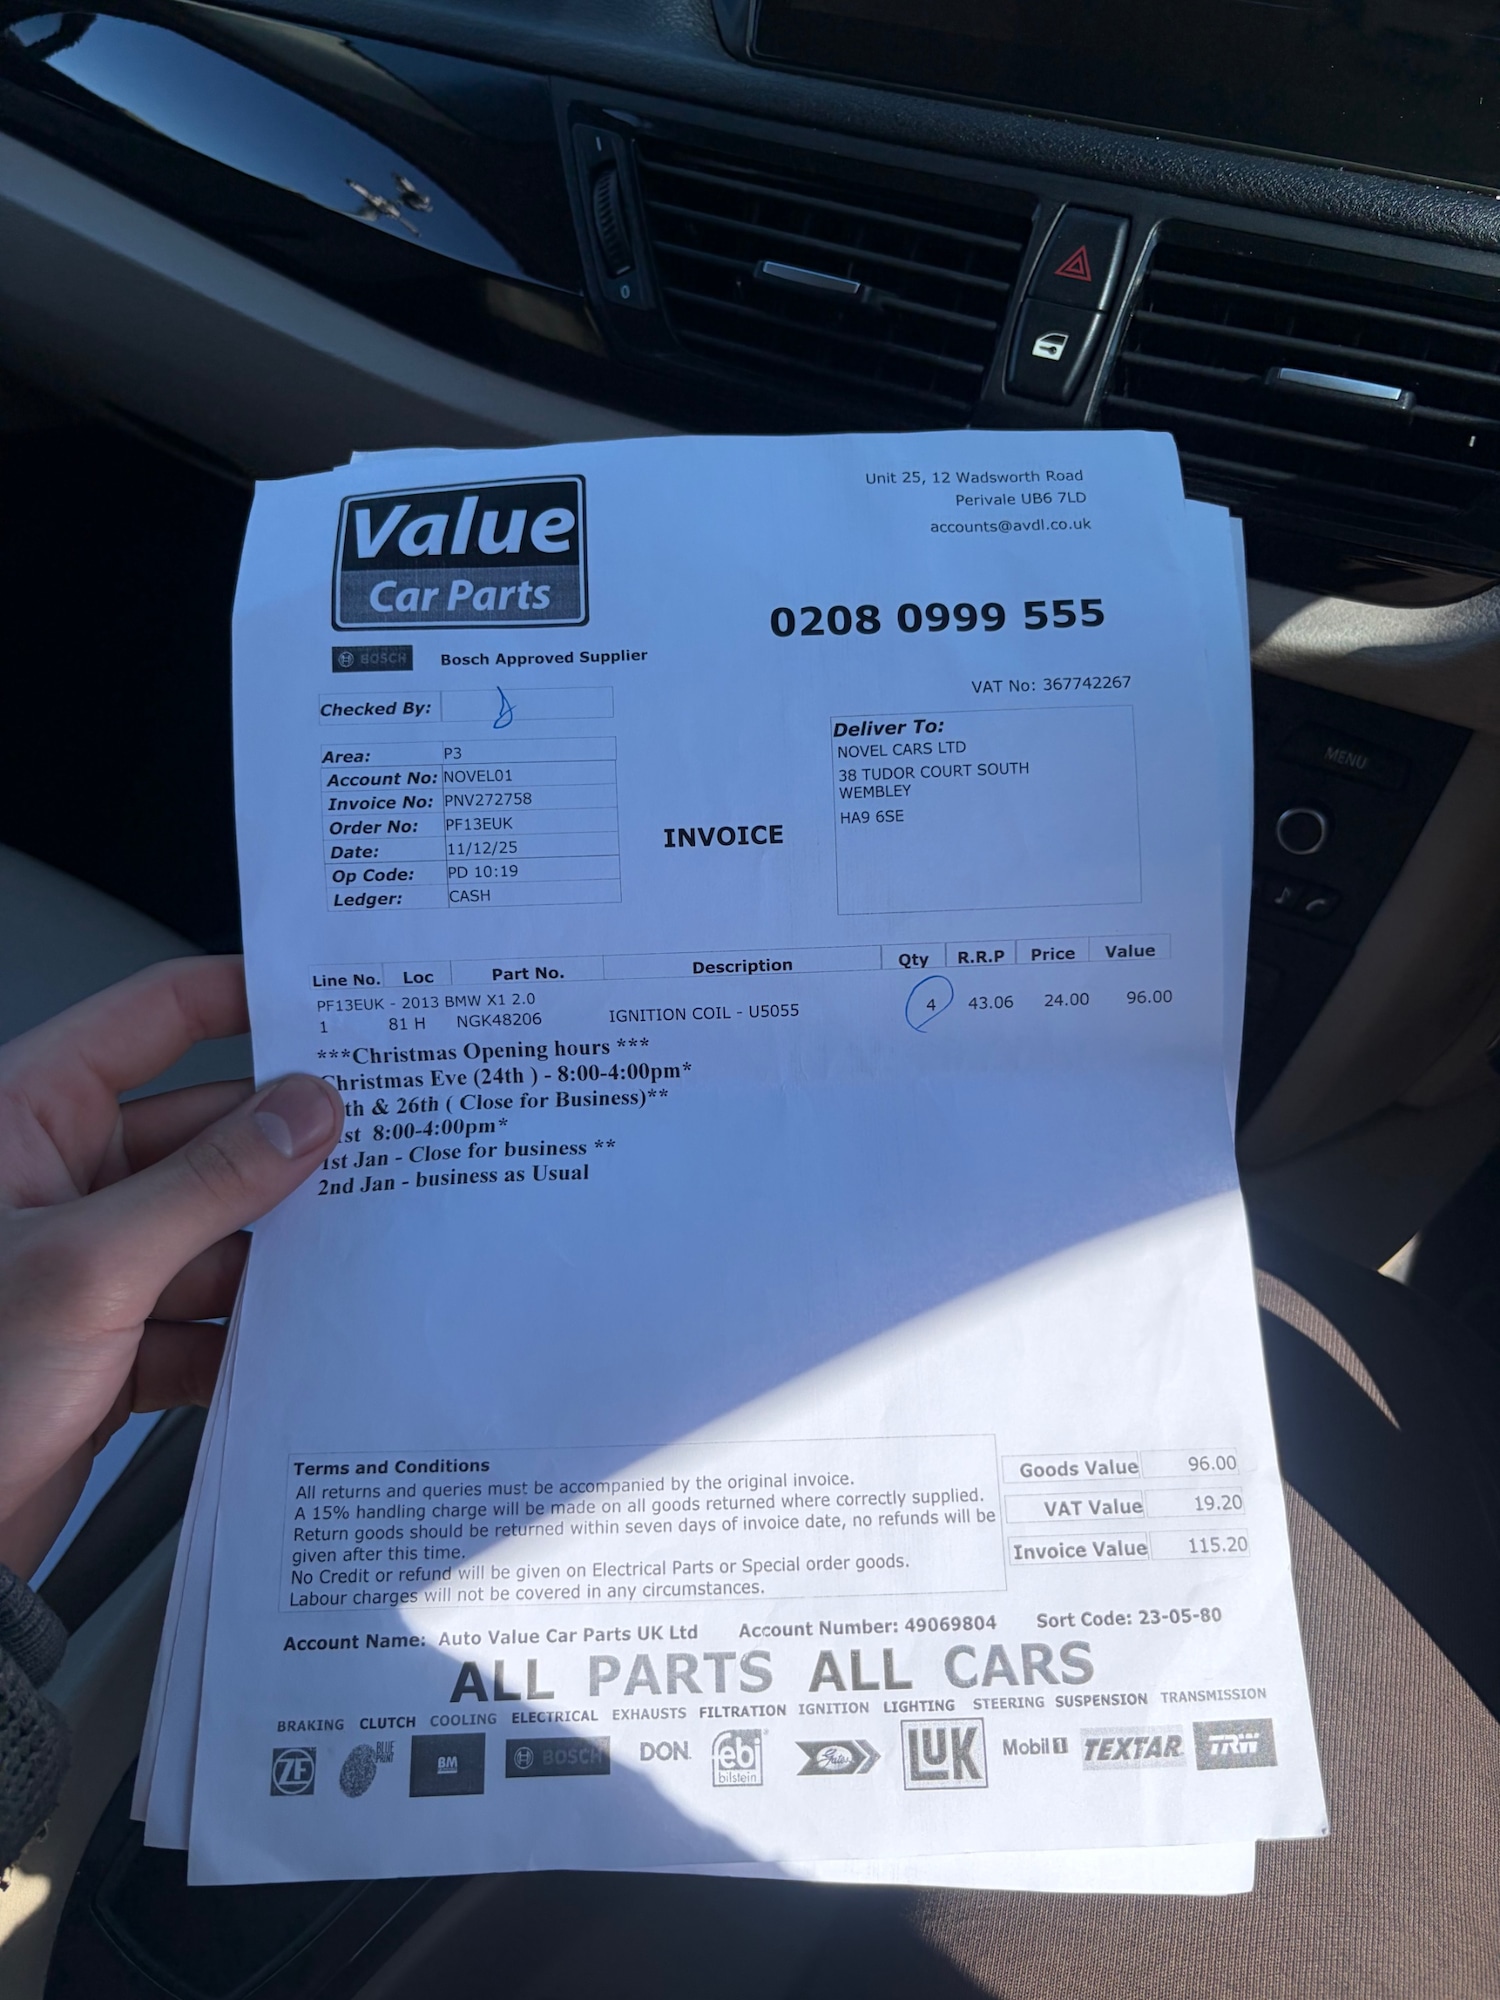 Value
Car Parts
Unit 25, 12 Wadsworth Road
Perivale UB6 7LD
accounts@avdl.co.uk
0208 0999 555
BOSCH Bosch Approved Supplier
VAT No: 367742267
Checked By:
Area: P3
Account No: NOVEL01
Invoice No: PNV272758
Order No: PF13EUK
Date: 11/12/25
Op Code: PD 10:19
Ledger: CASH
INVOICE
Deliver To:
NOVEL CARS LTD
38 TUDOR COURT SOUTH
WEMBLEY
HA9 6SE
Line No. Loc Part No. Description Qty R.R.P Price Value
PF13EUK - 2013 BMW X1 2.0
1 81 H NGK48206 IGNITION COIL - U5055 4 43.06 24.00 96.00
***Christmas Opening hours ***
Christmas Eve (24th ) - 8:00-4:00pm*
th & 26th ( Close for Business)**
st 8:00-4:00pm*
1st Jan - Close for business **
2nd Jan - business as Usual
Terms and Conditions
All returns and queries must be accompanied by the original invoice.
A 15% handling charge will be made on all goods returned where correctly supplied.
Return goods should be returned within seven days of invoice date, no refunds will be
given after this time.
No Credit or refund will be given on Electrical Parts or Special order goods.
Labour charges will not be covered in any circumstances.
Goods Value 96.00
VAT Value 19.20
Invoice Value 115.20
Account Name: Auto Value Car Parts UK Ltd Account Number: 49069804 Sort Code: 23-05-80
ALL PARTS ALL CARS
BRAKING CLUTCH COOLING ELECTRICAL EXHAUSTS FILTRATION IGNITION LIGHTING STEERING SUSPENSION TRANSMISSION
ZF BLUE PRINT BM BOSCH DON febi bilstein Gates LUK Mobil 1 TEXTAR TRW
MENU